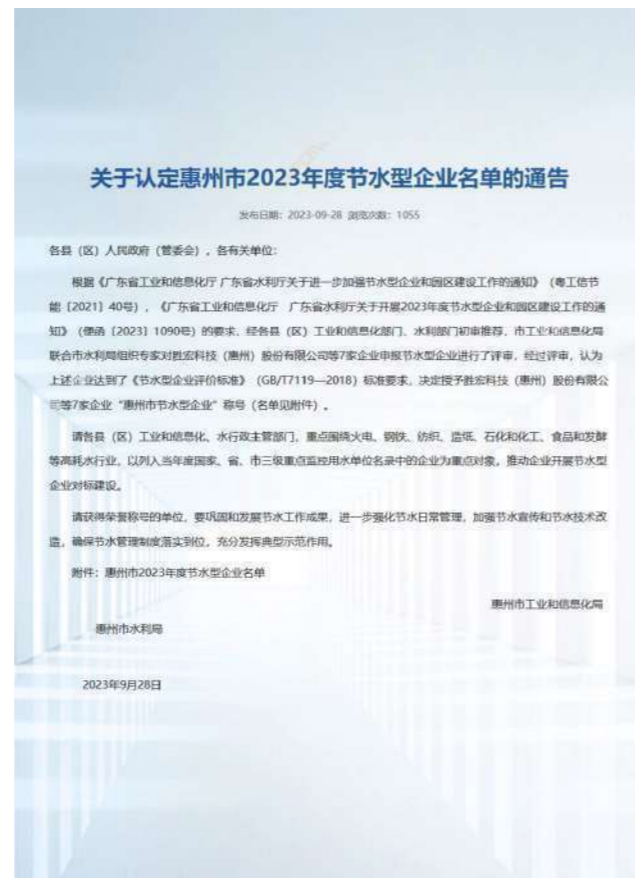 关于认定惠州市2023年度节水型企业名单的通告
发布日期：2023-09-28 浏览次数：1055
各县（区）人民政府（管委会），各有关单位：
根据《广东省工业和信息化厅 广东省水利厅关于进一步加强节水型企业和园区建设工作的通知》（粤工信节
能〔2021〕40号），《广东省工业和信息化厅 广东省水利厅关于开展2023年度节水型企业和园区建设工作的通
知》（便函〔2023〕1090号）的要求，经各县（区）工业和信息化部门、水利部门初审推荐、市工业和信息化局
联合市水利局组织专家对胜宏科技（惠州）股份有限公司等7家企业申报节水型企业进行了评审，经过评审，认为
上述企业达到了《节水型企业评价标准》（GB/T7119—2018）标准要求，决定授予胜宏科技（惠州）股份有限公
司等7家企业“惠州市节水型企业”称号（名单见附件）。
请各县（区）工业和信息化、水行政主管部门，重点围绕火电、钢铁、纺织、造纸、石化和化工、食品和发酵
等高耗水行业，以列入当年度国家、省、市三级重点监控用水单位名录中的企业为重点对象，推动企业开展节水型
企业对标建设。
请获得荣誉称号的单位，要巩固和发展节水工作成果，进一步强化节水日常管理，加强节水宣传和节水技术改
造，确保节水管理制度落实到位，充分发挥典型示范作用。
附件：惠州市2023年度节水型企业名单
惠州市工业和信息化局
惠州市水利局
2023年9月28日